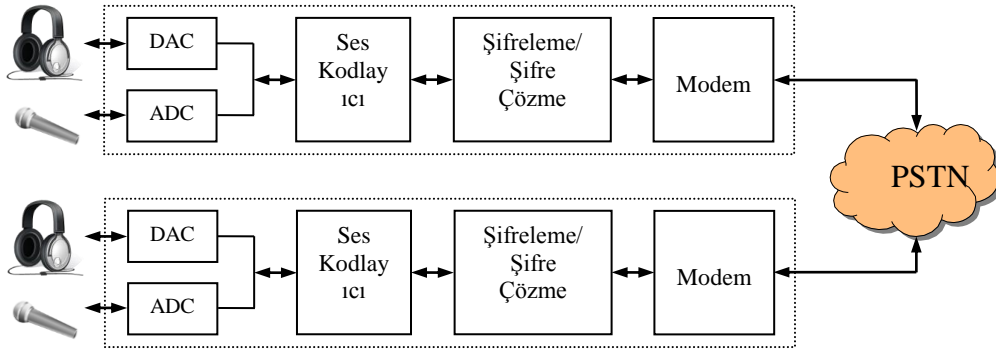 DAC
ADC
Ses
Kodlay
ıcı
Şifreleme/
Şifre
Çözme
Modem
PSTN
DAC
ADC
Ses
Kodlay
ıcı
Şifreleme/
Şifre
Çözme
Modem